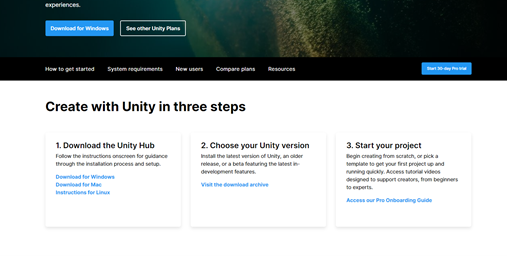 experiences.
Download for Windows
See other Unity Plans
How to get started
System requirements
New users
Compare plans
Resources
Start 30-day Pro trial
Create with Unity in three steps
1. Download the Unity Hub
Follow the instructions onscreen for guidance
through the installation process and setup.
Download for Windows
Download for Mac
Instructions for Linux
2. Choose your Unity version
Install the latest version of Unity, an older
release, or a beta featuring the latest in-
development features.
Visit the download archive
3. Start your project
Begin creating from scratch, or pick a
template to get your first project up and
running quickly. Access tutorial videos
designed to support creators, from beginners
to experts.
Access our Pro Onboarding Guide